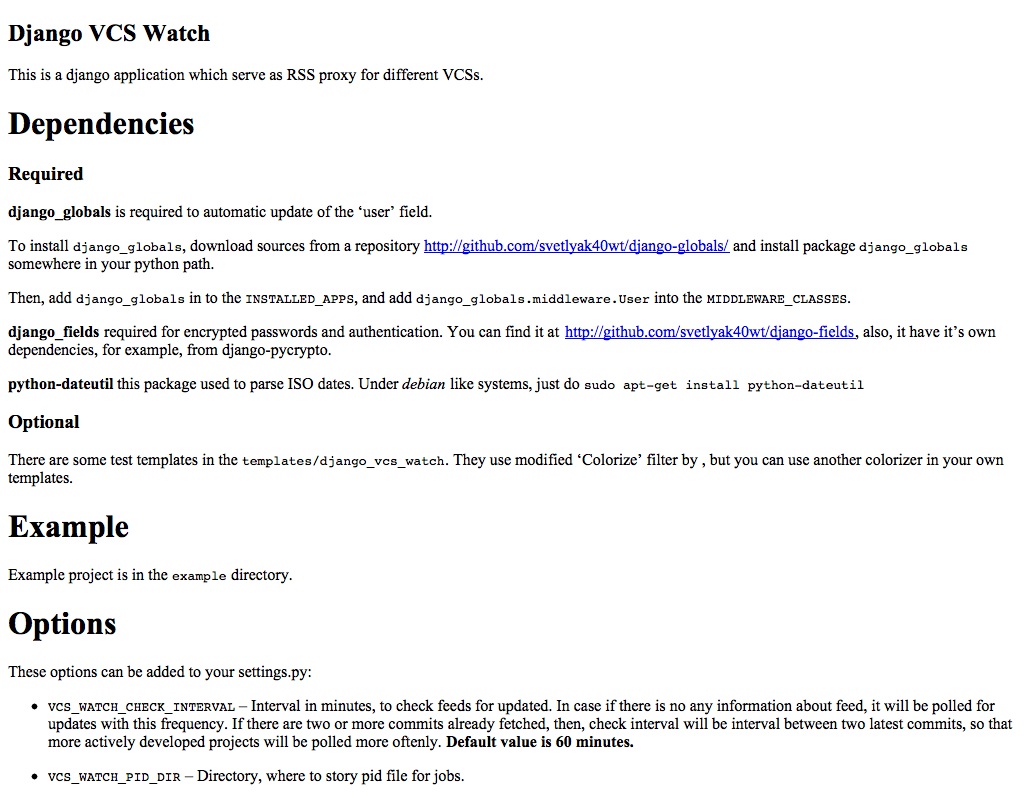 Django VCS Watch
This is a django application which serve as RSS proxy for different VCSs.
Dependencies
Required
django_globals is required to automatic update of the ‘user’ field.
To install django_globals, download sources from a repository http://github.com/svetlyak40wt/django-globals/ and install package django_globals
somewhere in your python path.
Then, add django_globals in to the INSTALLED_APPS, and add django_globals.middleware.User into the MIDDLEWARE_CLASSES.
django_fields required for encrypted passwords and authentication. You can find it at http://github.com/svetlyak40wt/django-fields, also, it have it’s own
dependencies, for example, from django-pycrypto.
python-dateutil this package used to parse ISO dates. Under debian like systems, just do sudo apt-get install python-dateutil
Optional
There are some test templates in the templates/django_vcs_watch. They use modified ‘Colorize’ filter by , but you can use another colorizer in your own
templates.
Example
Example project is in the example directory.
Options
These options can be added to your settings.py:
• VCS_WATCH_CHECK_INTERVAL – Interval in minutes, to check feeds for updated. In case if there is no any information about feed, it will be polled for
updates with this frequency. If there are two or more commits already fetched, then, check interval will be interval between two latest commits, so that
more actively developed projects will be polled more oftenly. Default value is 60 minutes.
• VCS_WATCH_PID_DIR – Directory, where to story pid file for jobs.